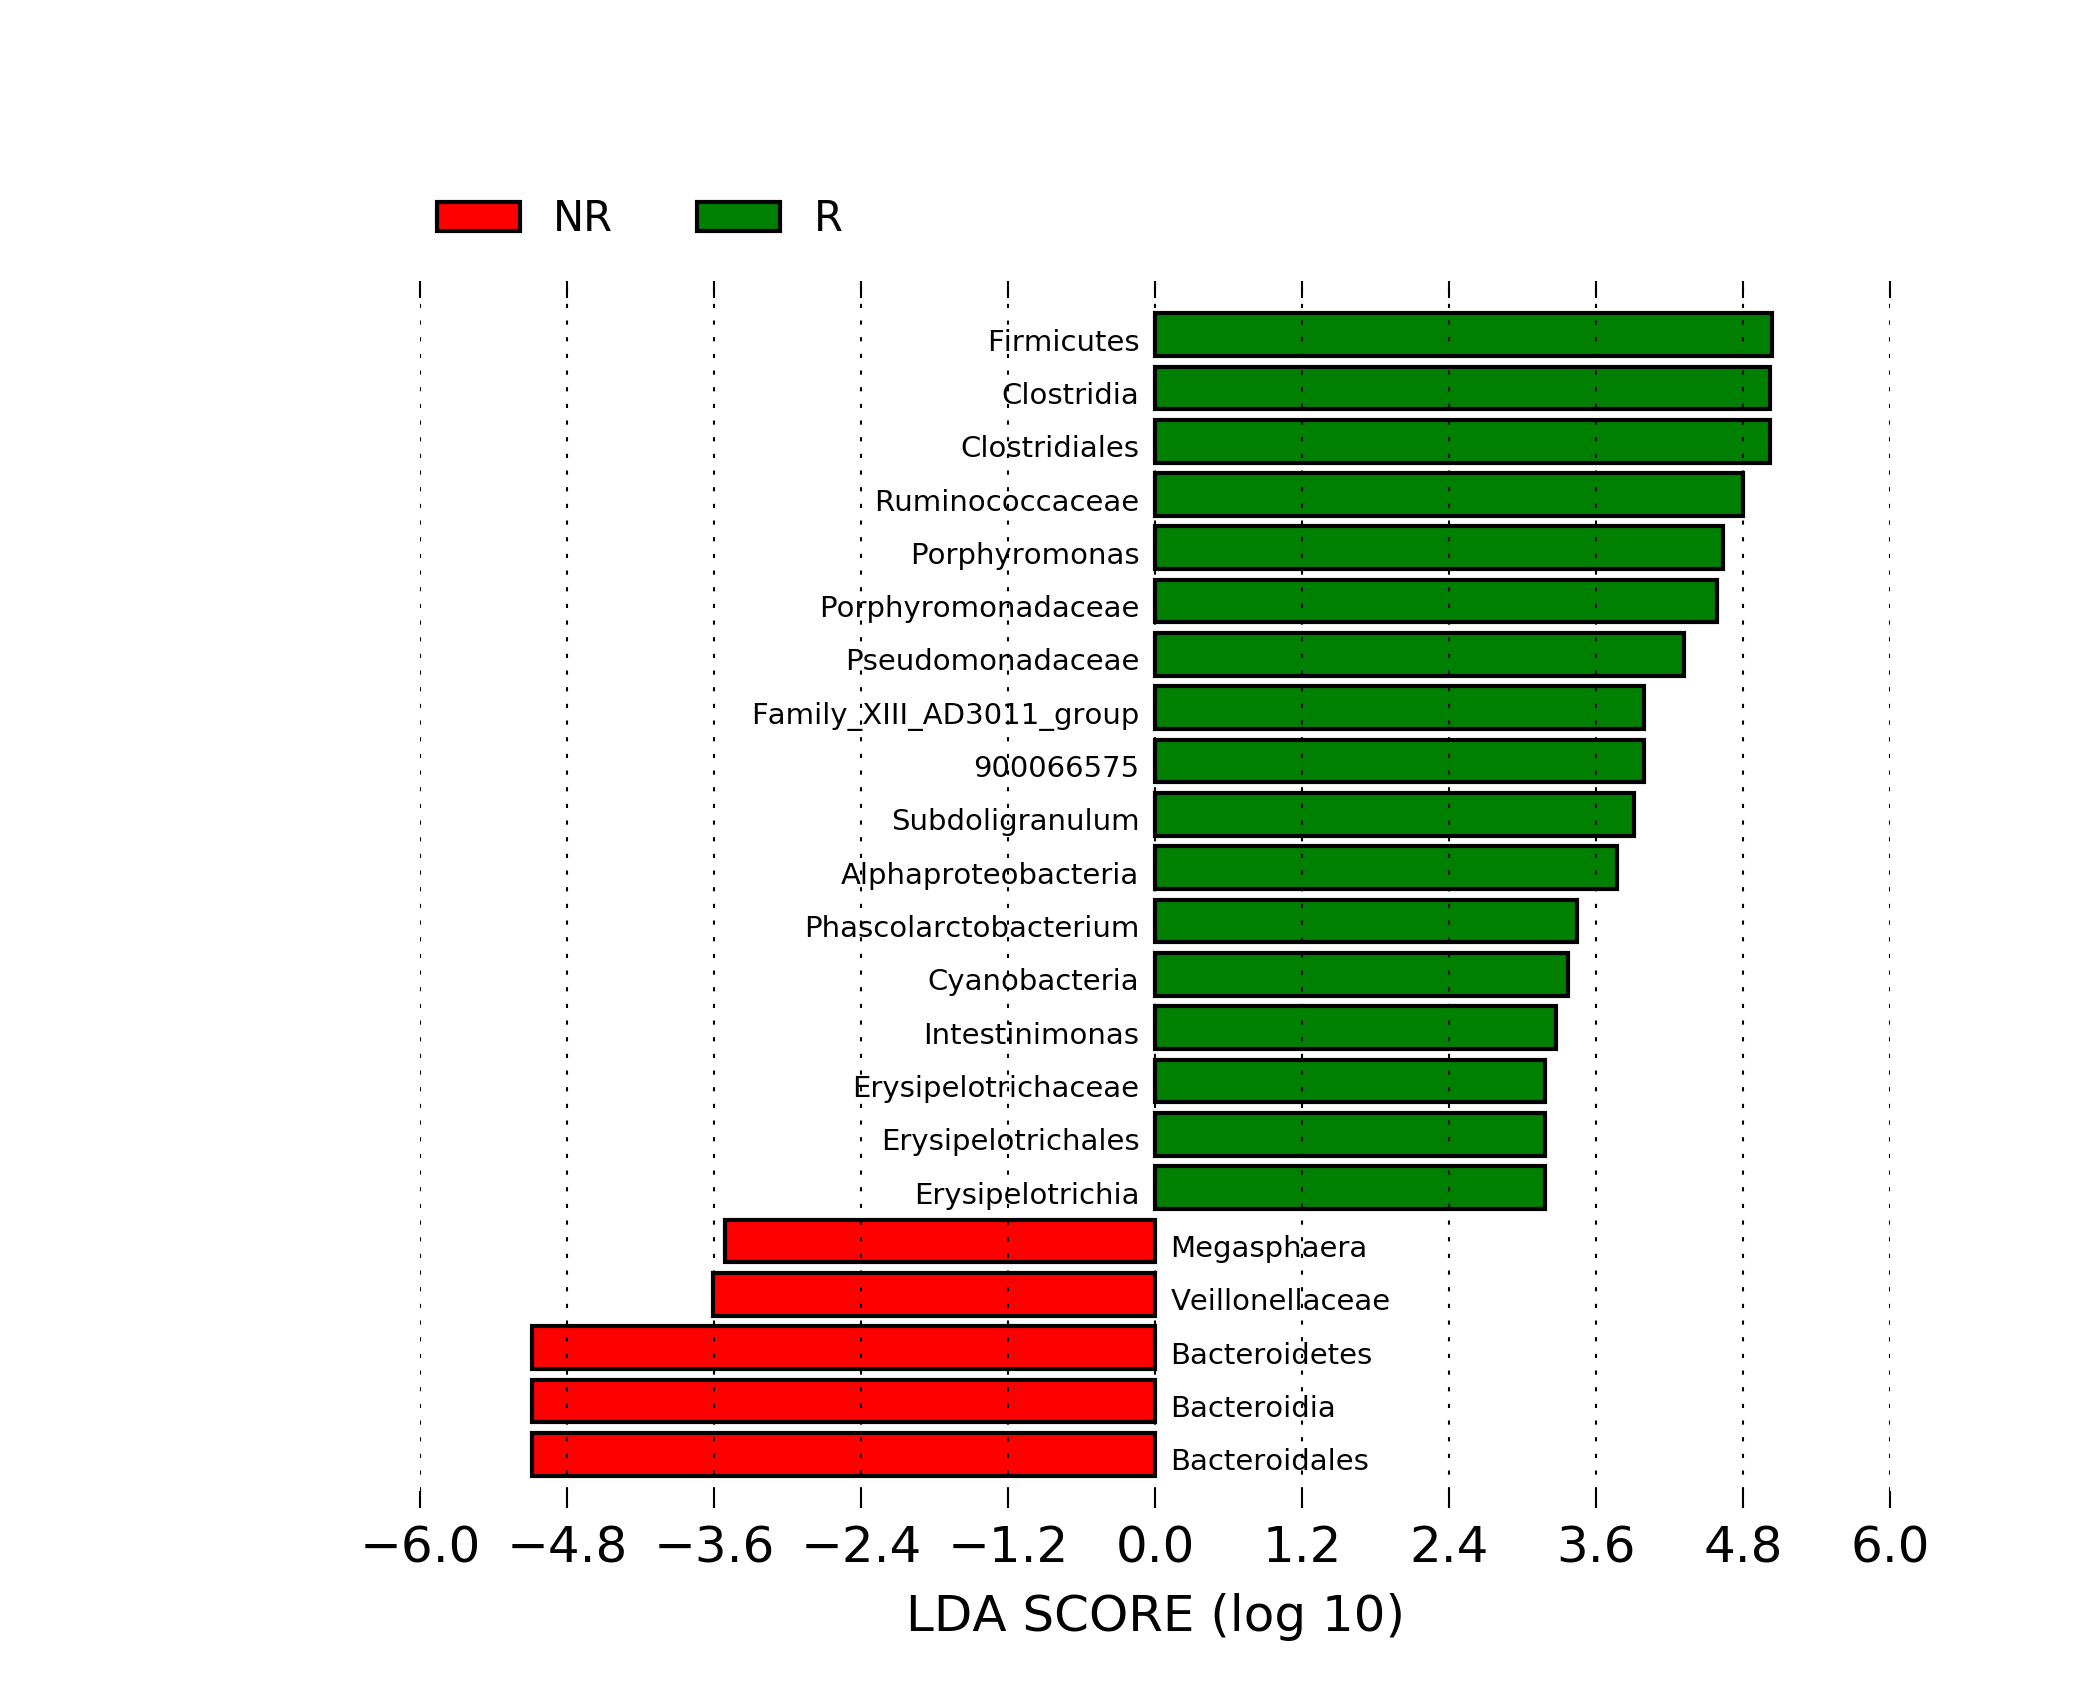 NR R
Firmicutes
Clostridia
Clostridiales
Ruminococcaceae
Porphyromonas
Porphyromonadaceae
Pseudomonadaceae
Family_XIII_AD3011_group
900066575
Subdoligranulum
Alphaproteobacteria
Phascolarctobacterium
Cyanobacteria
Intestinimonas
Erysipelotrichaceae
Erysipelotrichales
Erysipelotrichia
Megasphaera
Veillonellaceae
Bacteroidetes
Bacteroidia
Bacteroidales
−6.0 −4.8 −3.6 −2.4 −1.2 0.0 1.2 2.4 3.6 4.8 6.0
LDA SCORE (log 10)